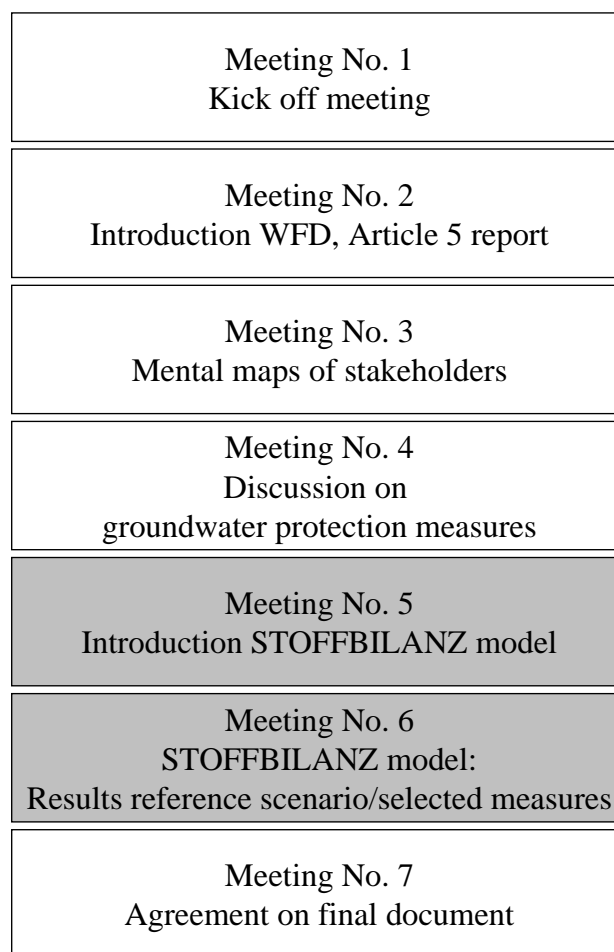 Meeting No. 1
Kick off meeting
Meeting No. 2
Introduction WFD, Article 5 report
Meeting No. 3
Mental maps of stakeholders
Meeting No. 4
Discussion on
groundwater protection measures
Meeting No. 5
Introduction STOFFBILANZ model
Meeting No. 6
STOFFBILANZ model:
Results reference scenario/selected measures
Meeting No. 7
Agreement on final document